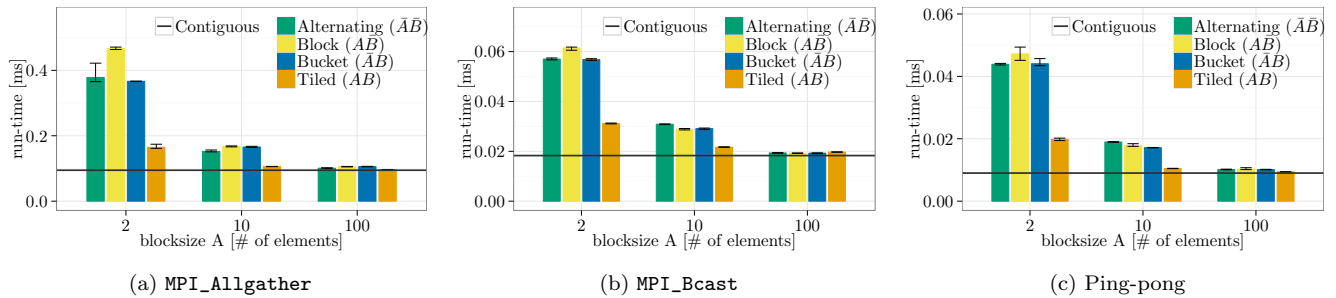 run-time [ms]
0.4
0.2
0.0
Contiguous
Alternating (ĀB̄)
Block (AB̄)
Bucket (ĀB)
Tiled (AB)
2 10 100
blocksize A [# of elements]
(a) MPI_Allgather
run-time [ms]
0.06
0.04
0.02
0.00
Contiguous
Alternating (ĀB̄)
Block (AB̄)
Bucket (ĀB)
Tiled (AB)
2 10 100
blocksize A [# of elements]
(b) MPI_Bcast
run-time [ms]
0.06
0.04
0.02
0.00
Contiguous
Alternating (ĀB̄)
Block (AB̄)
Bucket (ĀB)
Tiled (AB)
2 10 100
blocksize A [# of elements]
(c) Ping-pong